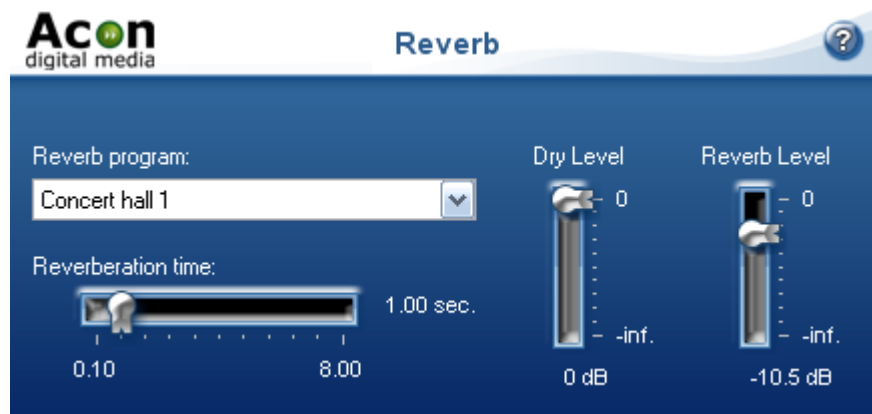 Acon
digital media
Reverb
?
Reverb program:
Concert hall 1
Reverberation time:
1.00 sec.
0.10
8.00
Dry Level
0
-inf.
0 dB
Reverb Level
0
-inf.
-10.5 dB